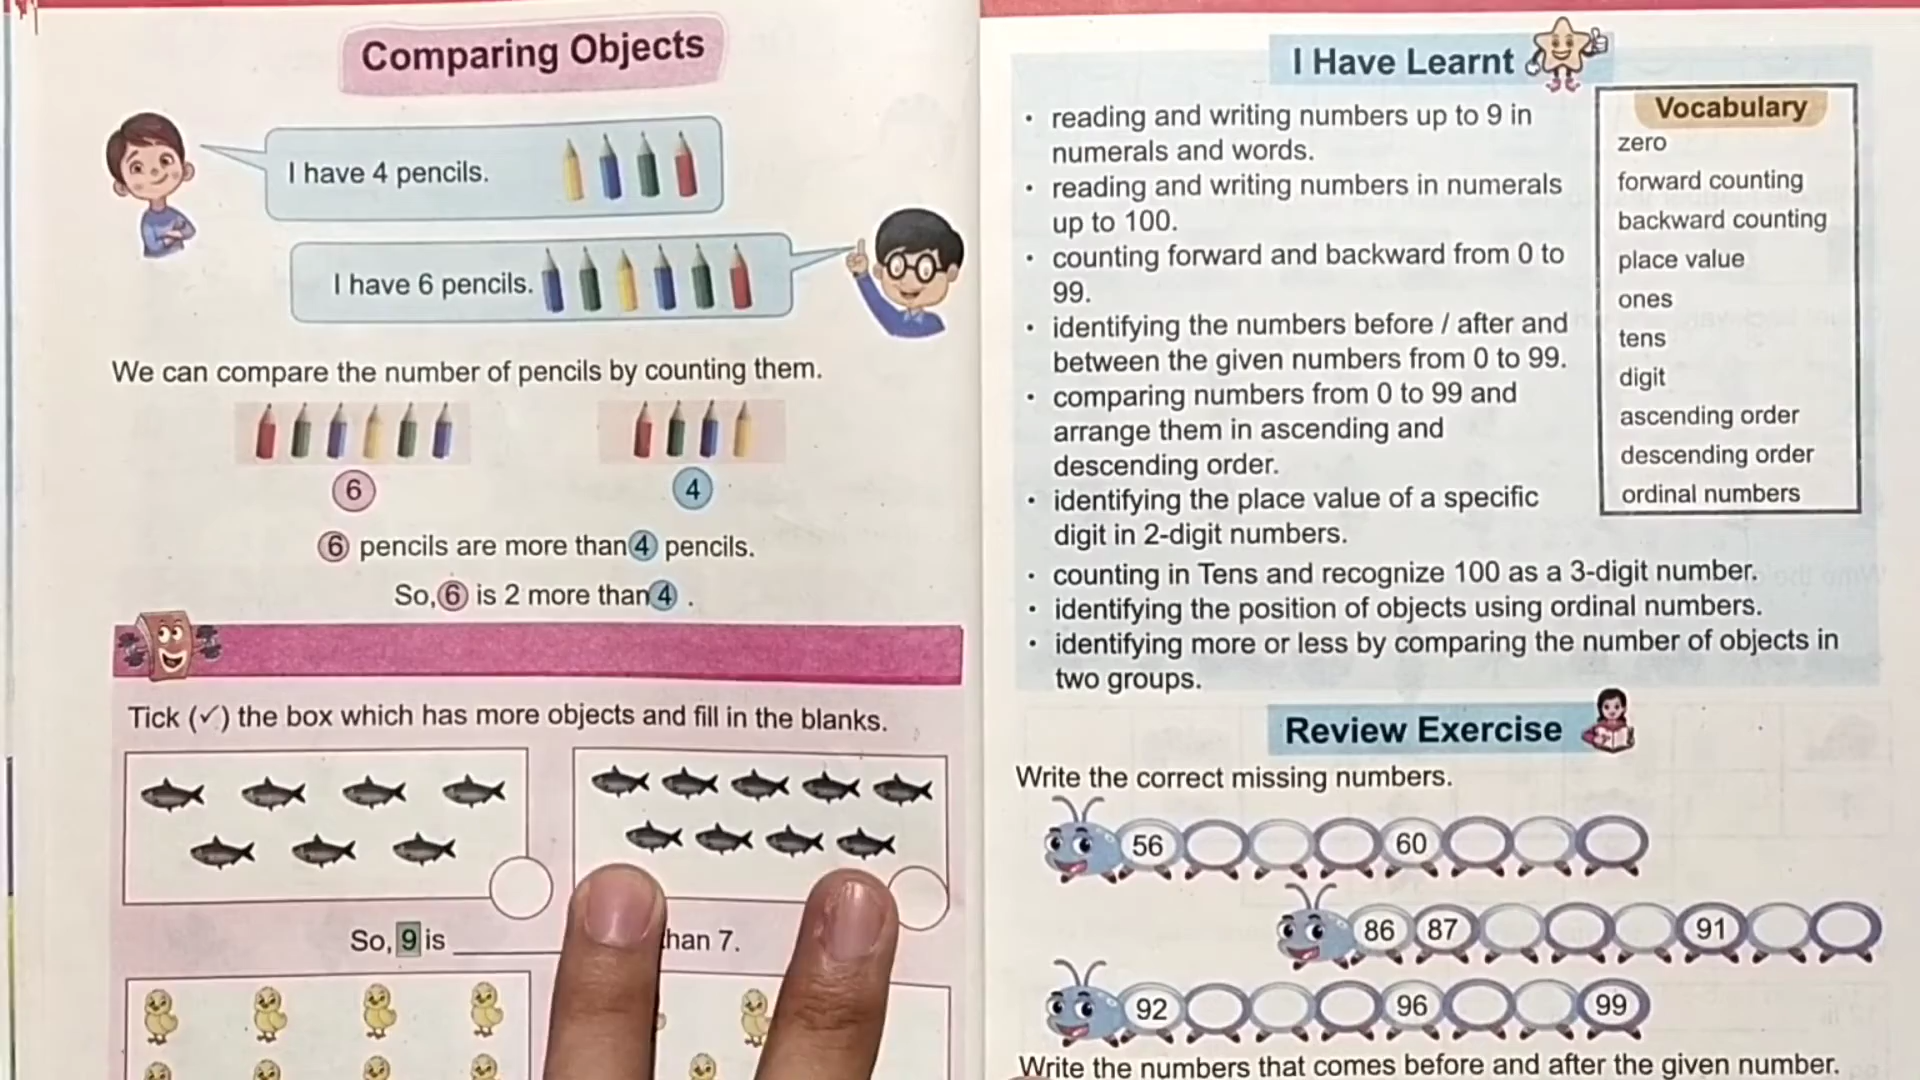 Comparing Objects
I have 4 pencils.
I have 6 pencils.
We can compare the number of pencils by counting them.
6 4
6 pencils are more than 4 pencils.
So, 6 is 2 more than 4 .
Tick (✓) the box which has more objects and fill in the blanks.
So, 9 is __________ than 7.
I Have Learnt
• reading and writing numbers up to 9 in
numerals and words.
• reading and writing numbers in numerals
up to 100.
• counting forward and backward from 0 to
99.
• identifying the numbers before / after and
between the given numbers from 0 to 99.
• comparing numbers from 0 to 99 and
arrange them in ascending and
descending order.
• identifying the place value of a specific
digit in 2-digit numbers.
• counting in Tens and recognize 100 as a 3-digit number.
• identifying the position of objects using ordinal numbers.
• identifying more or less by comparing the number of objects in
two groups.
Vocabulary
zero
forward counting
backward counting
place value
ones
tens
digit
ascending order
descending order
ordinal numbers
Review Exercise
Write the correct missing numbers.
56 60
86 87 91
92 96 99
Write the numbers that comes before and after the given number.